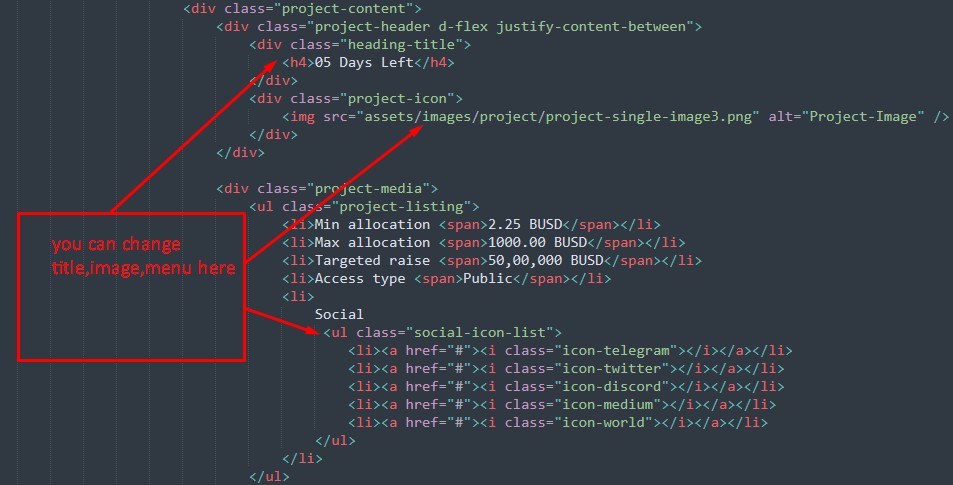 <div class="project-content">
<div class="project-header d-flex justify-content-between">
<div class="heading-title">
<h4>05 Days Left</h4>
</div>
<div class="project-icon">
<img src="assets/images/project/project-single-image3.png" alt="Project-Image" />
</div>
</div>
<div class="project-media">
<ul class="project-listing">
<li>Min allocation <span>2.25 BUSD</span></li>
<li>Max allocation <span>1000.00 BUSD</span></li>
<li>Targeted raise <span>50,00,000 BUSD</span></li>
<li>Access type <span>Public</span></li>
<li>
Social
<ul class="social-icon-list">
<li><a href="#"><i class="icon-telegram"></i></a></li>
<li><a href="#"><i class="icon-twitter"></i></a></li>
<li><a href="#"><i class="icon-discord"></i></a></li>
<li><a href="#"><i class="icon-medium"></i></a></li>
<li><a href="#"><i class="icon-world"></i></a></li>
</ul>
</li>
</ul>
you can change
title,image,menu here